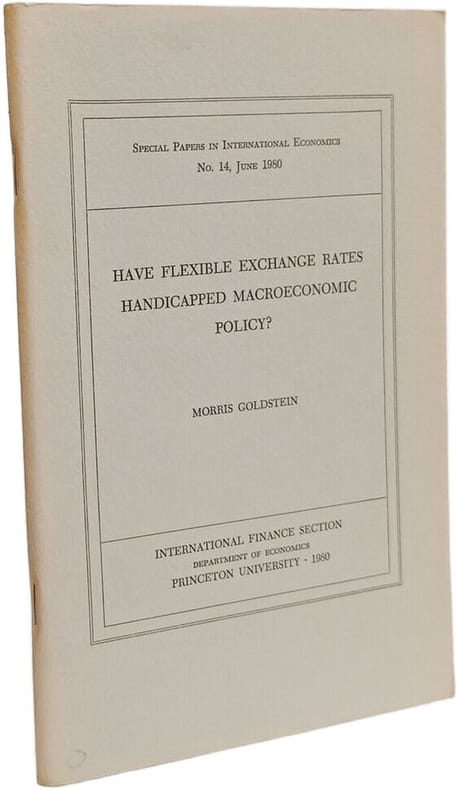 Special Papers in International Economics
No. 14, June 1980
HAVE FLEXIBLE EXCHANGE RATES
HANDICAPPED MACROECONOMIC
POLICY?
MORRIS GOLDSTEIN
INTERNATIONAL FINANCE SECTION
DEPARTMENT OF ECONOMICS
PRINCETON UNIVERSITY · 1980